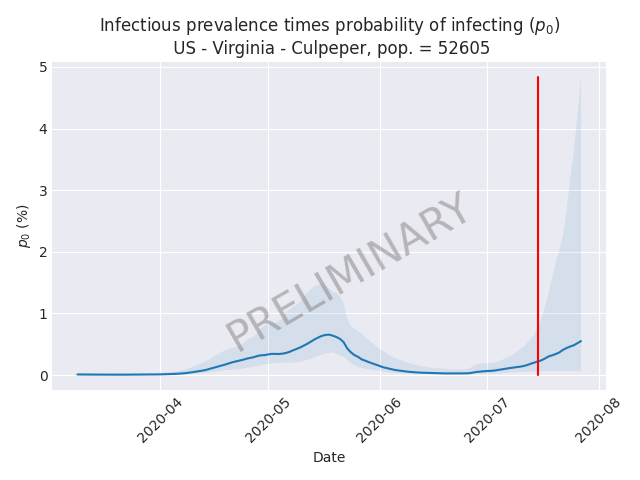 Infectious prevalence times probability of infecting (p₀)
US - Virginia - Culpeper, pop. = 52605
5
4
3
2
1
0
p₀ (%)
PRELIMINARY
2020-04
2020-05
2020-06
2020-07
2020-08
Date